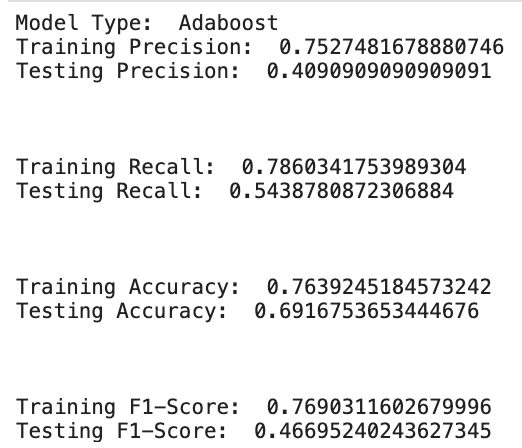 Model Type:  Adaboost
Training Precision:  0.7527481678880746
Testing Precision:  0.4090909090909091
Training Recall:  0.7860341753989304
Testing Recall:  0.5438780872306884
Training Accuracy:  0.7639245184573242
Testing Accuracy:  0.6916753653444676
Training F1-Score:  0.7690311602679996
Testing F1-Score:  0.46695240243627345